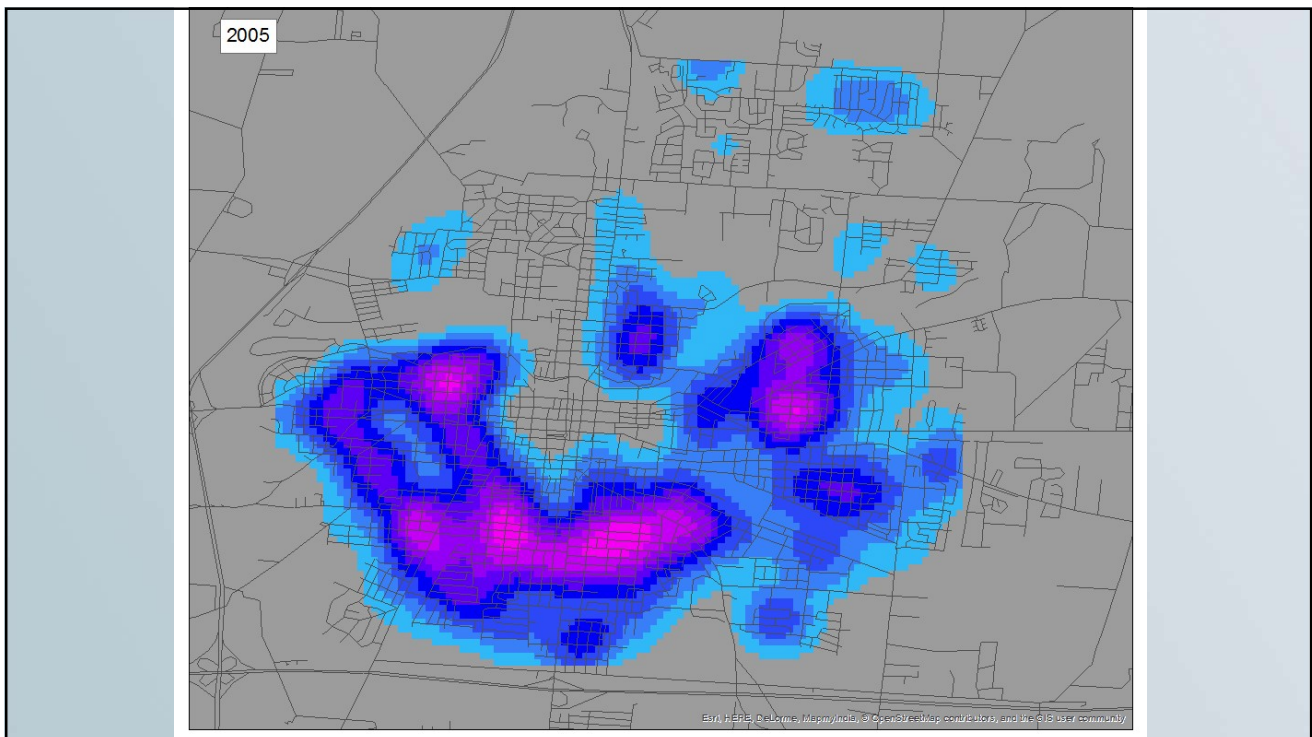 2005
Esri, HERE, DeLorme, MapmyIndia, © OpenStreetMap contributors, and the GIS user community